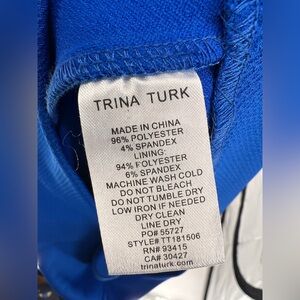 TRINA TURK
MADE IN CHINA
96% POLYESTER
4% SPANDEX
LINING:
94% POLYESTER
6% SPANDEX
MACHINE WASH COLD
DO NOT BLEACH
DO NOT TUMBLE DRY
LOW IRON IF NEEDED
DRY CLEAN
LINE DRY
PO# 55727
STYLE# TT181506
RN# 93415
CA# 30427
trinaturk.com